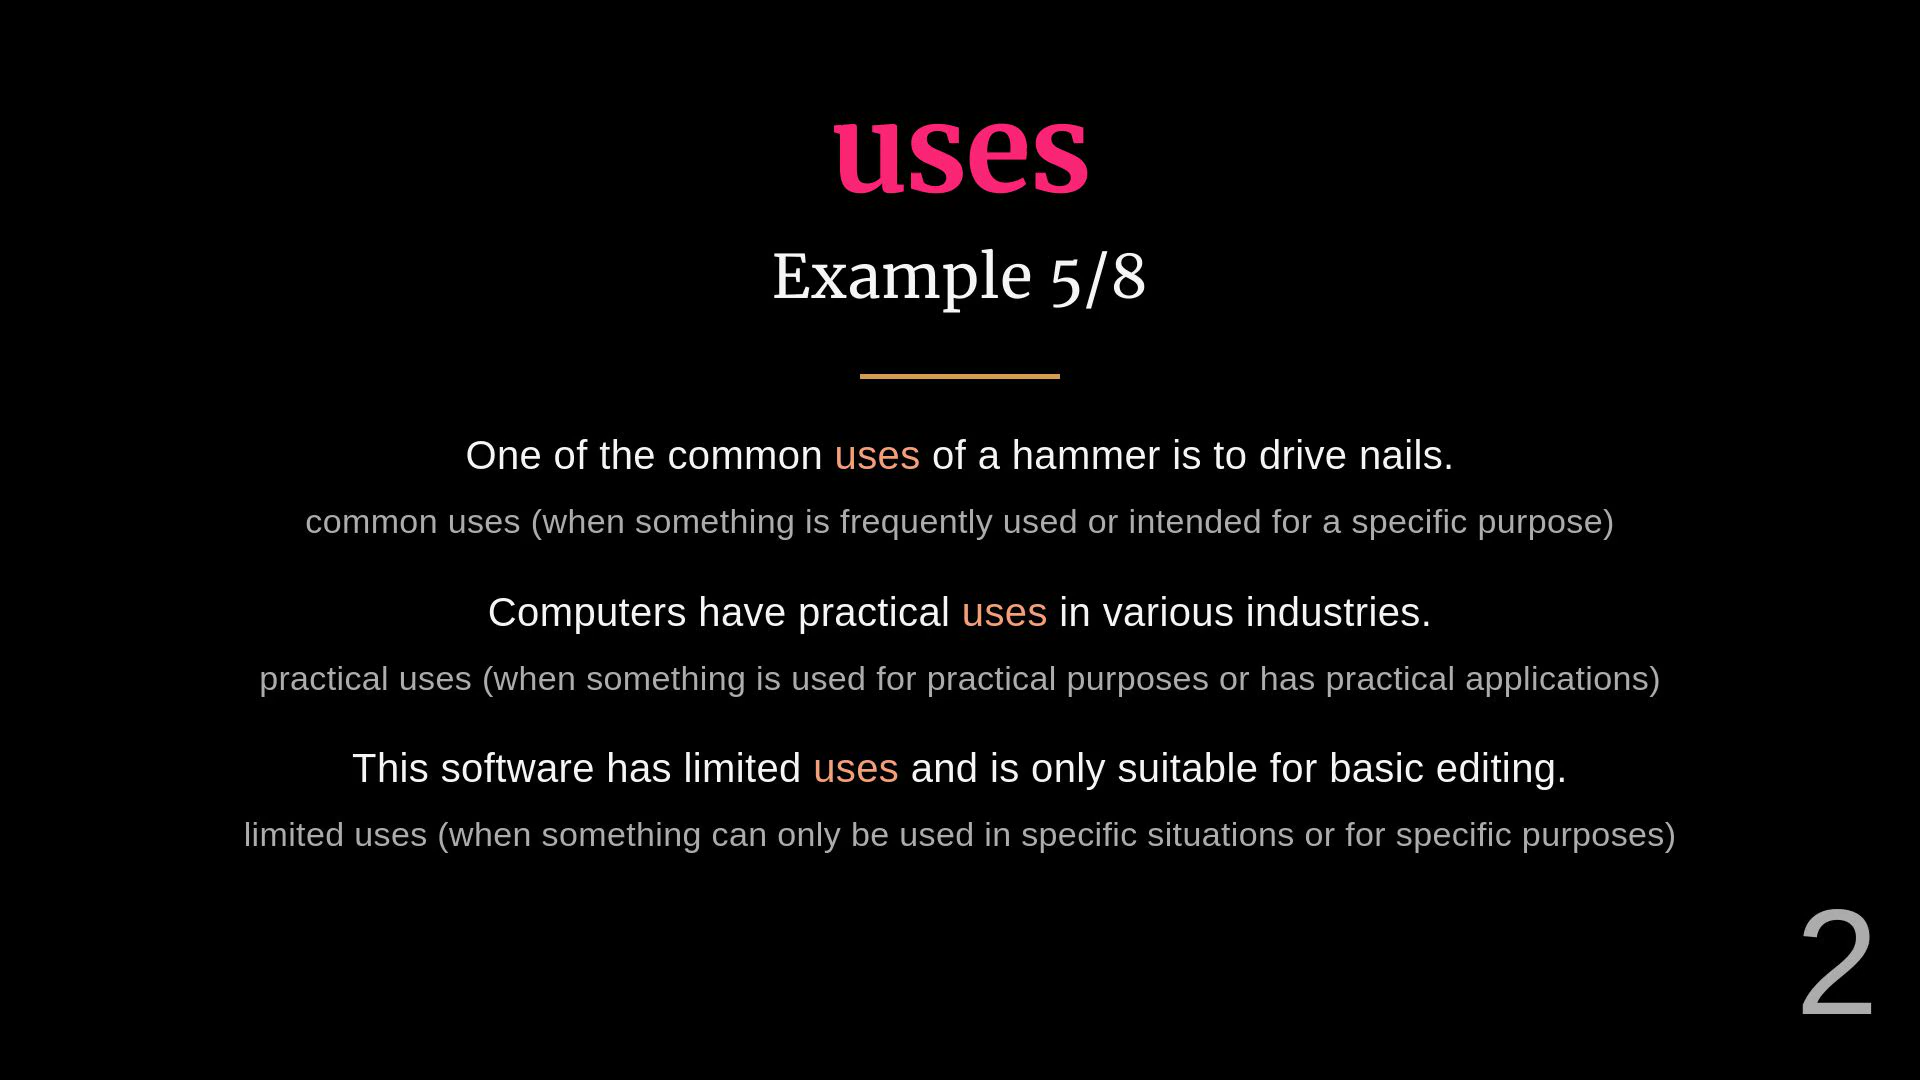 uses
Example 5/8
One of the common uses of a hammer is to drive nails.
common uses (when something is frequently used or intended for a specific purpose)
Computers have practical uses in various industries.
practical uses (when something is used for practical purposes or has practical applications)
This software has limited uses and is only suitable for basic editing.
limited uses (when something can only be used in specific situations or for specific purposes)
2